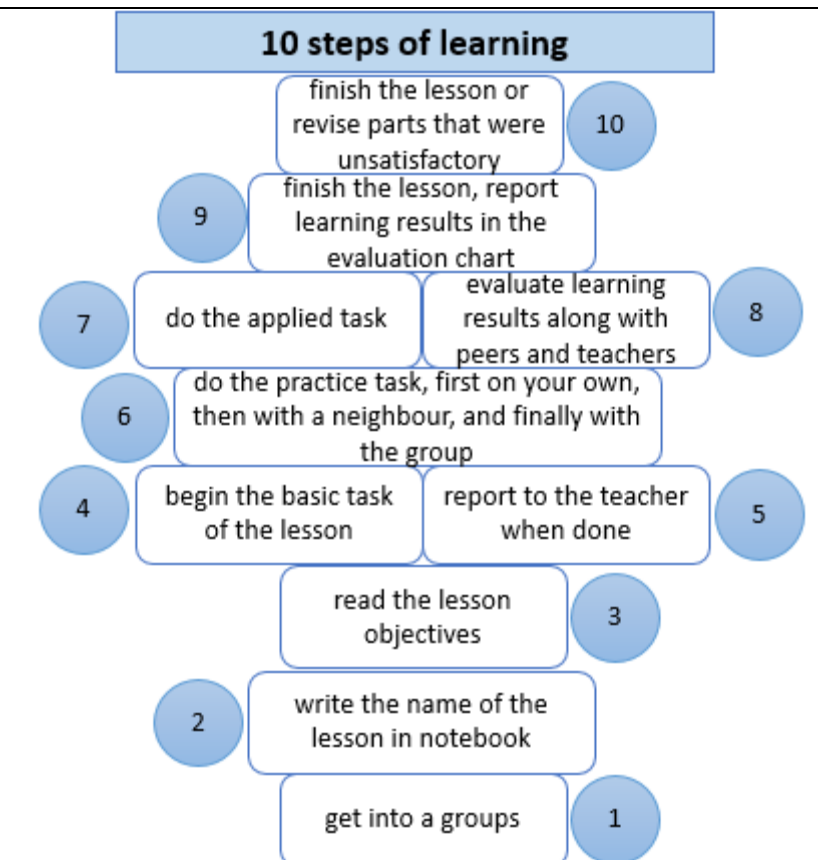 10 steps of learning
finish the lesson or
revise parts that were
unsatisfactory
10
9
finish the lesson, report
learning results in the
evaluation chart
7
do the applied task
evaluate learning
results along with
peers and teachers
8
6
do the practice task, first on your own,
then with a neighbour, and finally with
the group
4
begin the basic task
of the lesson
report to the teacher
when done
5
read the lesson
objectives
3
2
write the name of the
lesson in notebook
get into a groups
1